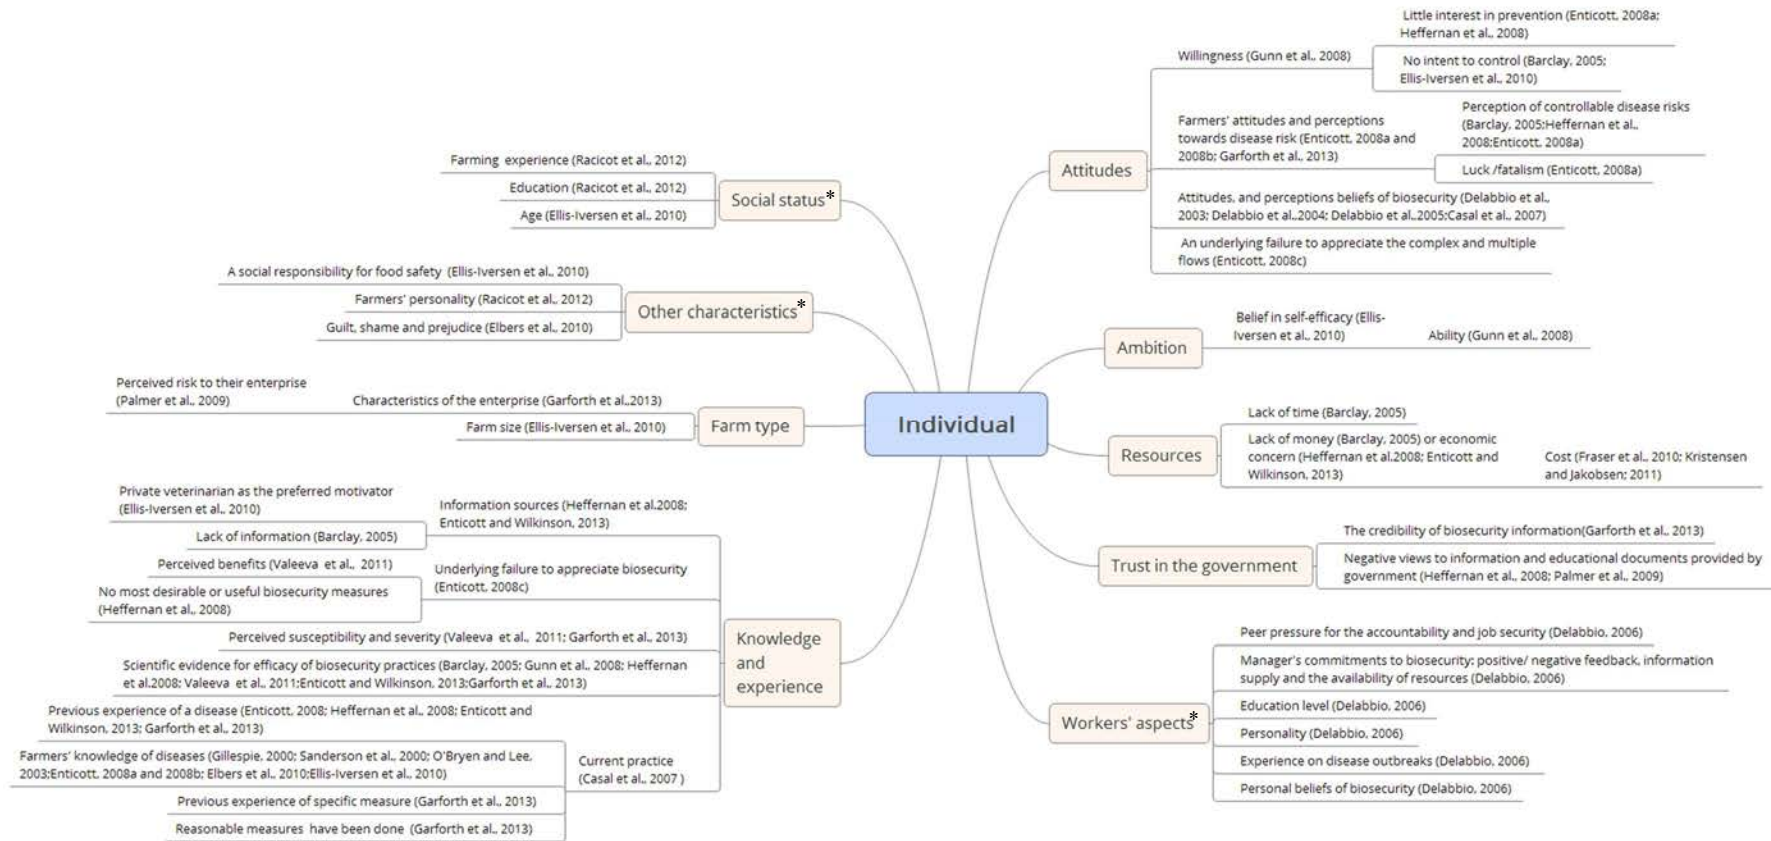 Individual
Social status*
Farming experience (Racicot et al., 2012)
Education (Racicot et al., 2012)
Age (Ellis-Iversen et al., 2010)
Other characteristics*
A social responsibility for food safety (Ellis-Iversen et al., 2010)
Farmers' personality (Racicot et al., 2012)
Guilt, shame and prejudice (Elbers et al., 2010)
Farm type
Characteristics of the enterprise (Garforth et al.,2013)
Perceived risk to their enterprise
(Palmer et al., 2009)
Farm size (Ellis-Iversen et al., 2010)
Knowledge
and
experience
Information sources (Heffernan et al.2008;
Enticott and Wilkinson, 2013)
Private veterinarian as the preferred motivator
(Ellis-Iversen et al., 2010)
Lack of information (Barclay, 2005)
Underlying failure to appreciate biosecurity
(Enticott, 2008c)
Perceived benefits (Valeeva et al., 2011)
No most desirable or useful biosecurity measures
(Heffernan et al., 2008)
Perceived susceptibility and severity (Valeeva et al., 2011; Garforth et al., 2013)
Scientific evidence for efficacy of biosecurity practices (Barclay, 2005; Gunn et al., 2008; Heffernan
et al.2008; Valeeva et al., 2011;Enticott and Wilkinson, 2013;Garforth et al., 2013)
Current practice
(Casal et al., 2007 )
Previous experience of a disease (Enticott, 2008; Heffernan et al., 2008; Enticott and
Wilkinson, 2013; Garforth et al., 2013)
Farmers' knowledge of diseases (Gillespie, 2000; Sanderson et al., 2000; O'Bryen and Lee,
2003;Enticott, 2008a and 2008b; Elbers et al., 2010;Ellis-Iversen et al., 2010)
Previous experience of specific measure (Garforth et al., 2013)
Reasonable measures have been done (Garforth et al., 2013)
Attitudes
Willingness (Gunn et al., 2008)
Little interest in prevention (Enticott, 2008a;
Heffernan et al., 2008)
No intent to control (Barclay, 2005;
Ellis-Iversen et al., 2010)
Farmers' attitudes and perceptions
towards disease risk (Enticott, 2008a and
2008b; Garforth et al., 2013)
Perception of controllable disease risks
(Barclay, 2005;Heffernan et al.,
2008;Enticott, 2008a)
Luck /fatalism (Enticott, 2008a)
Attitudes, and perceptions beliefs of biosecurity (Delabbio et al.,
2003; Delabbio et al.,2004; Delabbio et al.,2005;Casal et al., 2007)
An underlying failure to appreciate the complex and multiple
flows (Enticott, 2008c)
Ambition
Belief in self-efficacy (Ellis-
Iversen et al., 2010)
Ability (Gunn et al., 2008)
Resources
Lack of time (Barclay, 2005)
Lack of money (Barclay, 2005) or economic
concern (Heffernan et al.2008; Enticott and
Wilkinson, 2013)
Cost (Fraser et al., 2010; Kristensen
and Jakobsen; 2011)
Trust in the government
The credibility of biosecurity information(Garforth et al., 2013)
Negative views to information and educational documents provided by
government (Heffernan et al., 2008; Palmer et al., 2009)
Workers' aspects*
Peer pressure for the accountability and job security (Delabbio, 2006)
Manager's commitments to biosecurity: positive/ negative feedback, information
supply and the availability of resources (Delabbio, 2006)
Education level (Delabbio, 2006)
Personality (Delabbio, 2006)
Experience on disease outbreaks (Delabbio, 2006)
Personal beliefs of biosecurity (Delabbio, 2006)